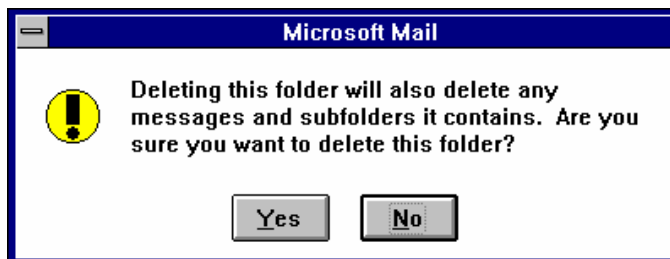 Microsoft Mail
Deleting this folder will also delete any
messages and subfolders it contains.  Are you
sure you want to delete this folder?
Yes No